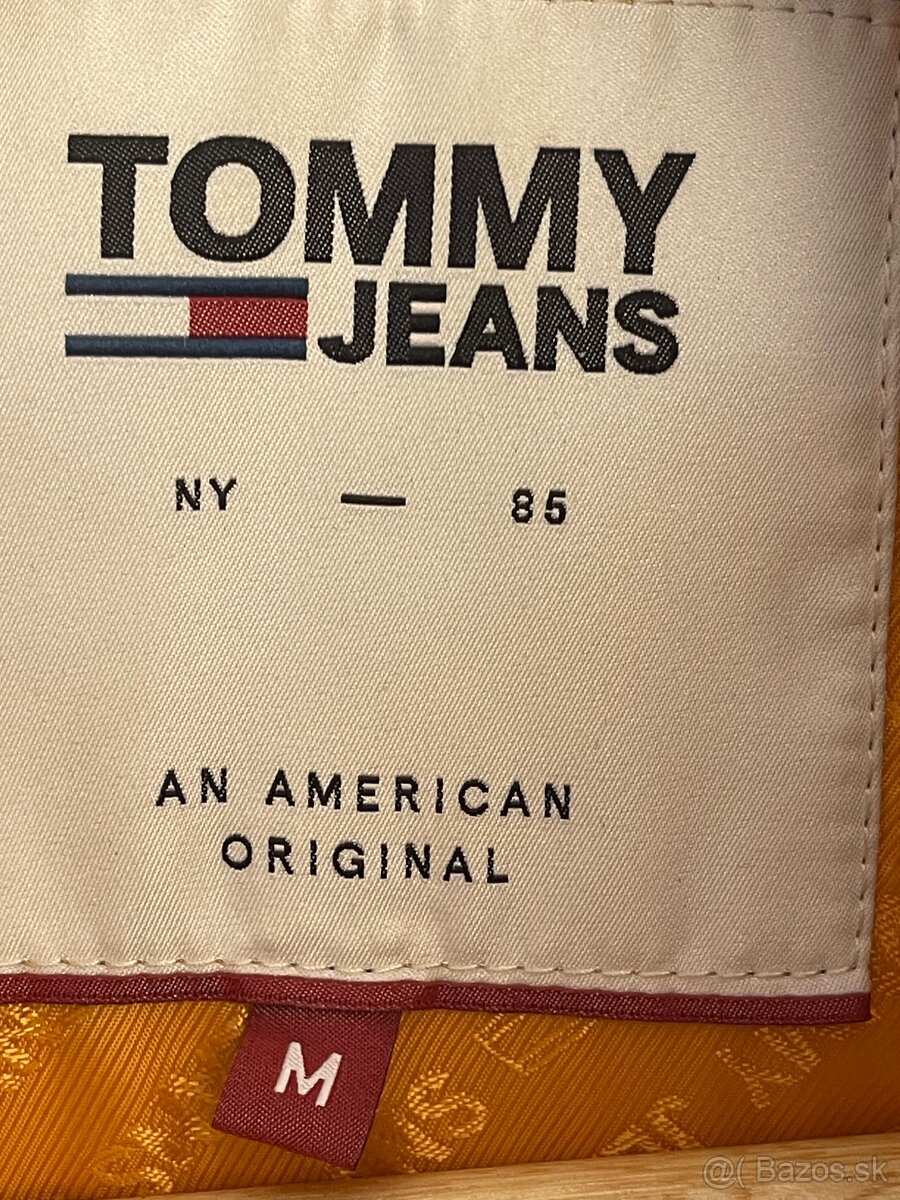 TOMMY
JEANS
NY — 85
AN AMERICAN
ORIGINAL
M
@( Bazos.sk